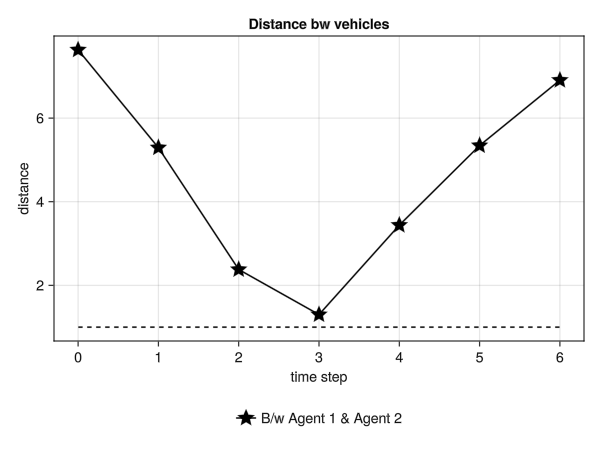 Distance bw vehicles
distance
6
4
2
0 1 2 3 4 5 6
time step
B/w Agent 1 & Agent 2